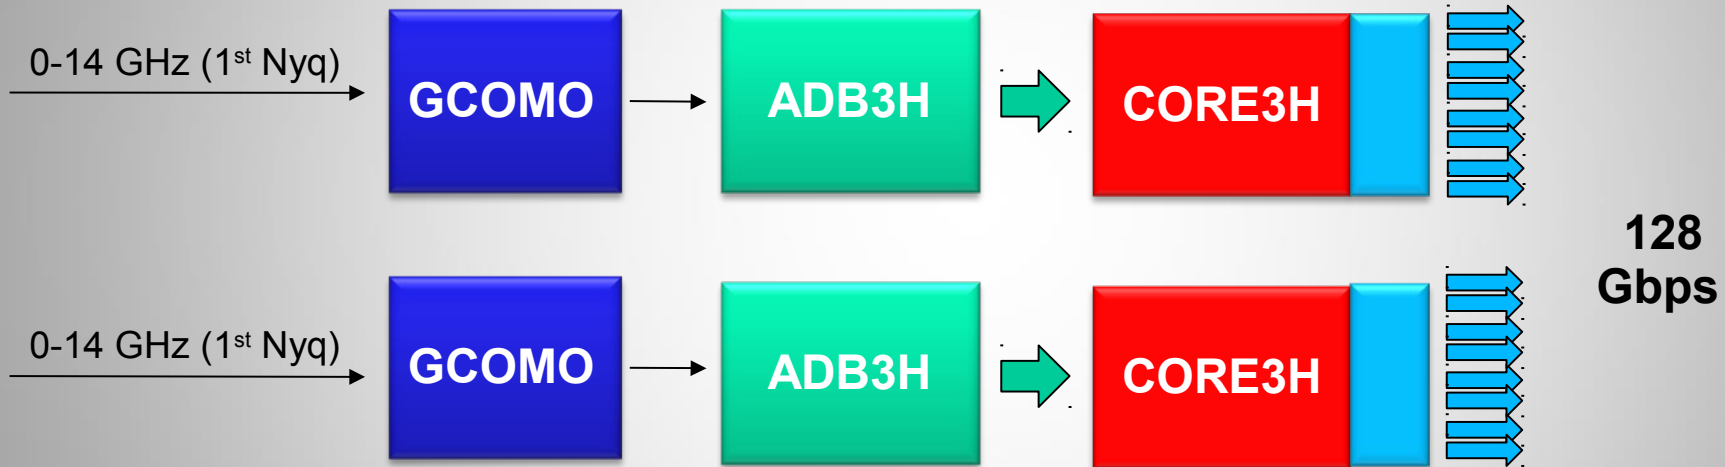 0-14 GHz (1st Nyq)
GCOMO
ADB3H
CORE3H
128
Gbps
0-14 GHz (1st Nyq)
GCOMO
ADB3H
CORE3H